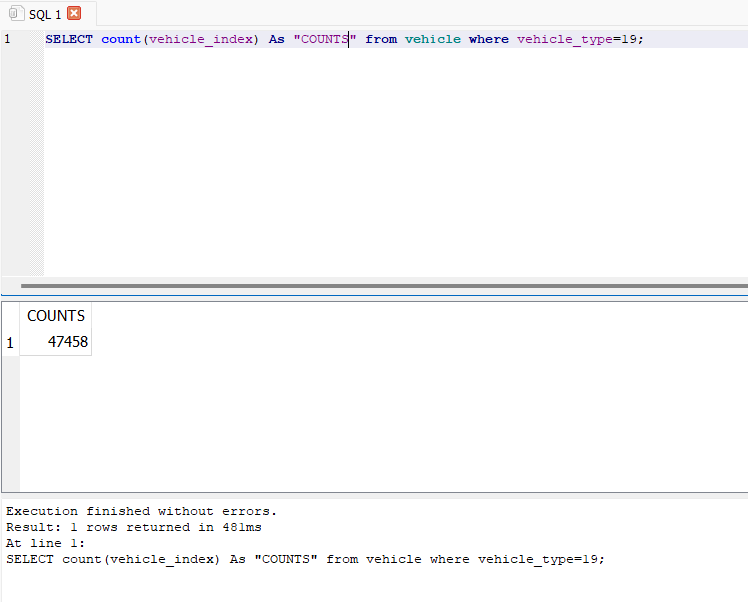 SQL 1
1 SELECT count(vehicle_index) As "COUNTS" from vehicle where vehicle_type=19;
COUNTS
1 47458
Execution finished without errors.
Result: 1 rows returned in 481ms
At line 1:
SELECT count(vehicle_index) As "COUNTS" from vehicle where vehicle_type=19;